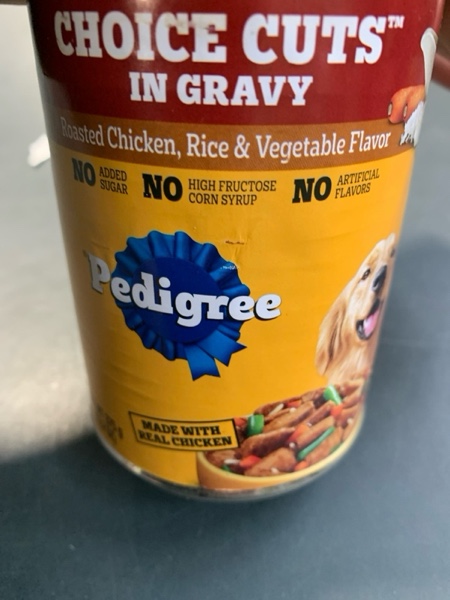 CHOICE CUTS™
IN GRAVY
Roasted Chicken, Rice & Vegetable Flavor
NO ADDED SUGAR
NO HIGH FRUCTOSE CORN SYRUP
NO ARTIFICIAL FLAVORS
Pedigree
MADE WITH
REAL CHICKEN